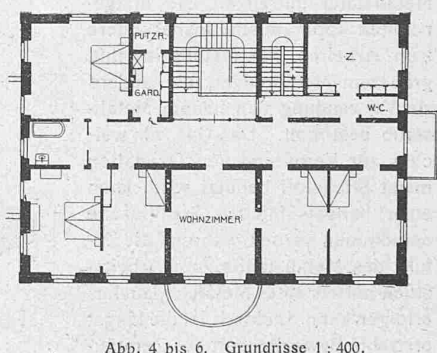 PUTZR.
GARD.
Z.
W-C.
WOHNZIMMER
Abb. 4 bis 6. Grundrisse 1 : 400.